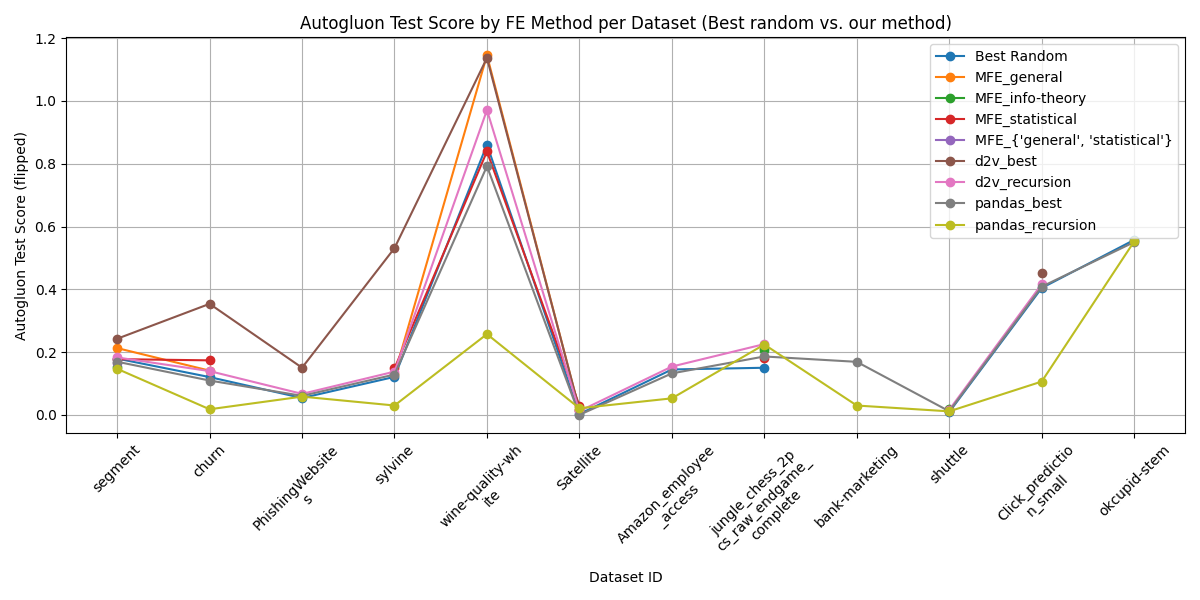 Autogluon Test Score by FE Method per Dataset (Best random vs. our method)
Autogluon Test Score (flipped)
1.2
1.0
0.8
0.6
0.4
0.2
0.0
Best Random
MFE_general
MFE_info-theory
MFE_statistical
MFE_{'general', 'statistical'}
d2v_best
d2v_recursion
pandas_best
pandas_recursion
segment
churn
PhishingWebsite
s
sylvine
wine-quality-wh
ite
Satellite
Amazon_employee
_access
jungle_chess_2p
cs_raw_endgame_
complete
bank-marketing
shuttle
Click_predictio
n_small
okcupid-stem
Dataset ID